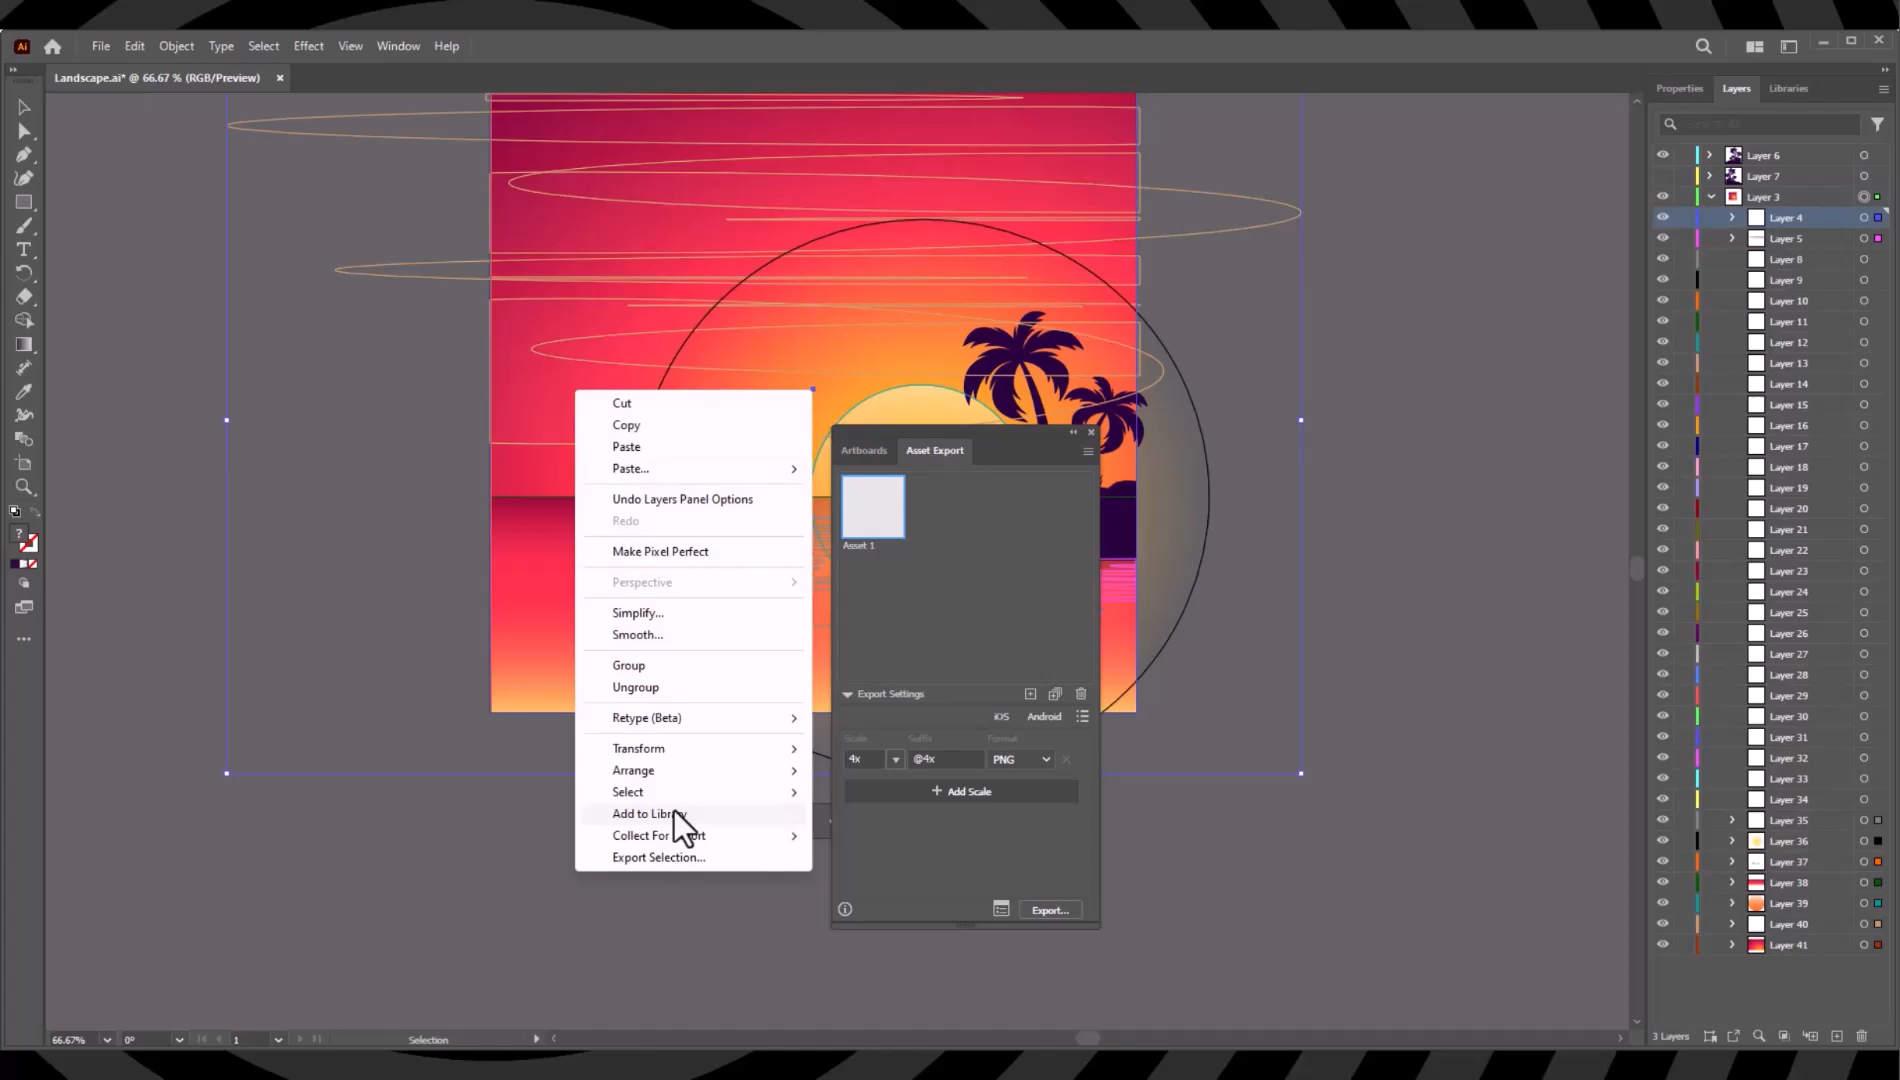 Ai
File Edit Object Type Select Effect View Window Help
Landscape.ai* @ 66.67 % (RGB/Preview)
Properties Layers Libraries
Layer 6
Layer 7
Layer 3
Layer 4
Layer 5
Layer 8
Layer 9
Layer 10
Layer 11
Layer 12
Layer 13
Layer 14
Layer 15
Layer 16
Layer 17
Layer 18
Layer 19
Layer 20
Layer 21
Layer 22
Layer 23
Layer 24
Layer 25
Layer 26
Layer 27
Layer 28
Layer 29
Layer 30
Layer 31
Layer 32
Layer 33
Layer 34
Layer 35
Layer 36
Layer 37
Layer 38
Layer 39
Layer 40
Layer 41
3 Layers
Cut
Copy
Paste
Paste...
Undo Layers Panel Options
Redo
Make Pixel Perfect
Perspective
Simplify...
Smooth...
Group
Ungroup
Retype (Beta)
Transform
Arrange
Select
Add to
Collect For
Export Selection...
Artboards Asset Export
Asset 1
Export Settings
iOS Android
Scale Suffix Format
4x @4x PNG
+ Add Scale
Export...
66.67% 0° 1 Selection